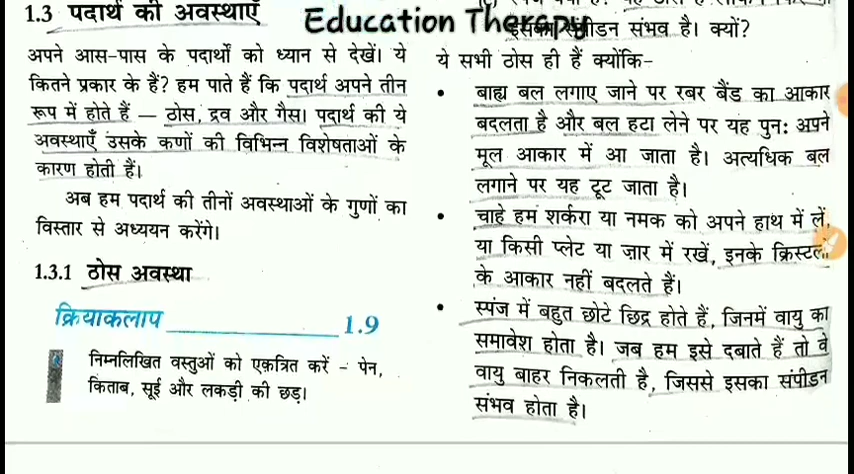 1.3 पदार्थ की अवस्थाएँ
Education Therapy
अपने आस-पास के पदार्थों को ध्यान से देखें। ये
कितने प्रकार के हैं? हम पाते हैं कि पदार्थ अपने तीन
रूप में होते हैं — ठोस, द्रव और गैस। पदार्थ की ये
अवस्थाएँ उसके कणों की विभिन्न विशेषताओं के
कारण होती हैं।
अब हम पदार्थ की तीनों अवस्थाओं के गुणों का
विस्तार से अध्ययन करेंगे।
1.3.1 ठोस अवस्था
क्रियाकलाप 1.9
निम्नलिखित वस्तुओं को एकत्रित करें - पेन,
किताब, सूई और लकड़ी की छड़।
इसका संपीडन संभव है। क्यों?
ये सभी ठोस ही हैं क्योंकि–
• बाह्य बल लगाए जाने पर रबर बैंड का आकार
बदलता है और बल हटा लेने पर यह पुन: अपने
मूल आकार में आ जाता है। अत्यधिक बल
लगाने पर यह टूट जाता है।
• चाहे हम शर्करा या नमक को अपने हाथ में लें,
या किसी प्लेट या जार में रखें, इनके क्रिस्टलों
के आकार नहीं बदलते हैं।
• स्पंज में बहुत छोटे छिद्र होते हैं, जिनमें वायु का
समावेश होता है। जब हम इसे दबाते हैं तो वे
वायु बाहर निकलती है, जिससे इसका संपीडन
संभव होता है।